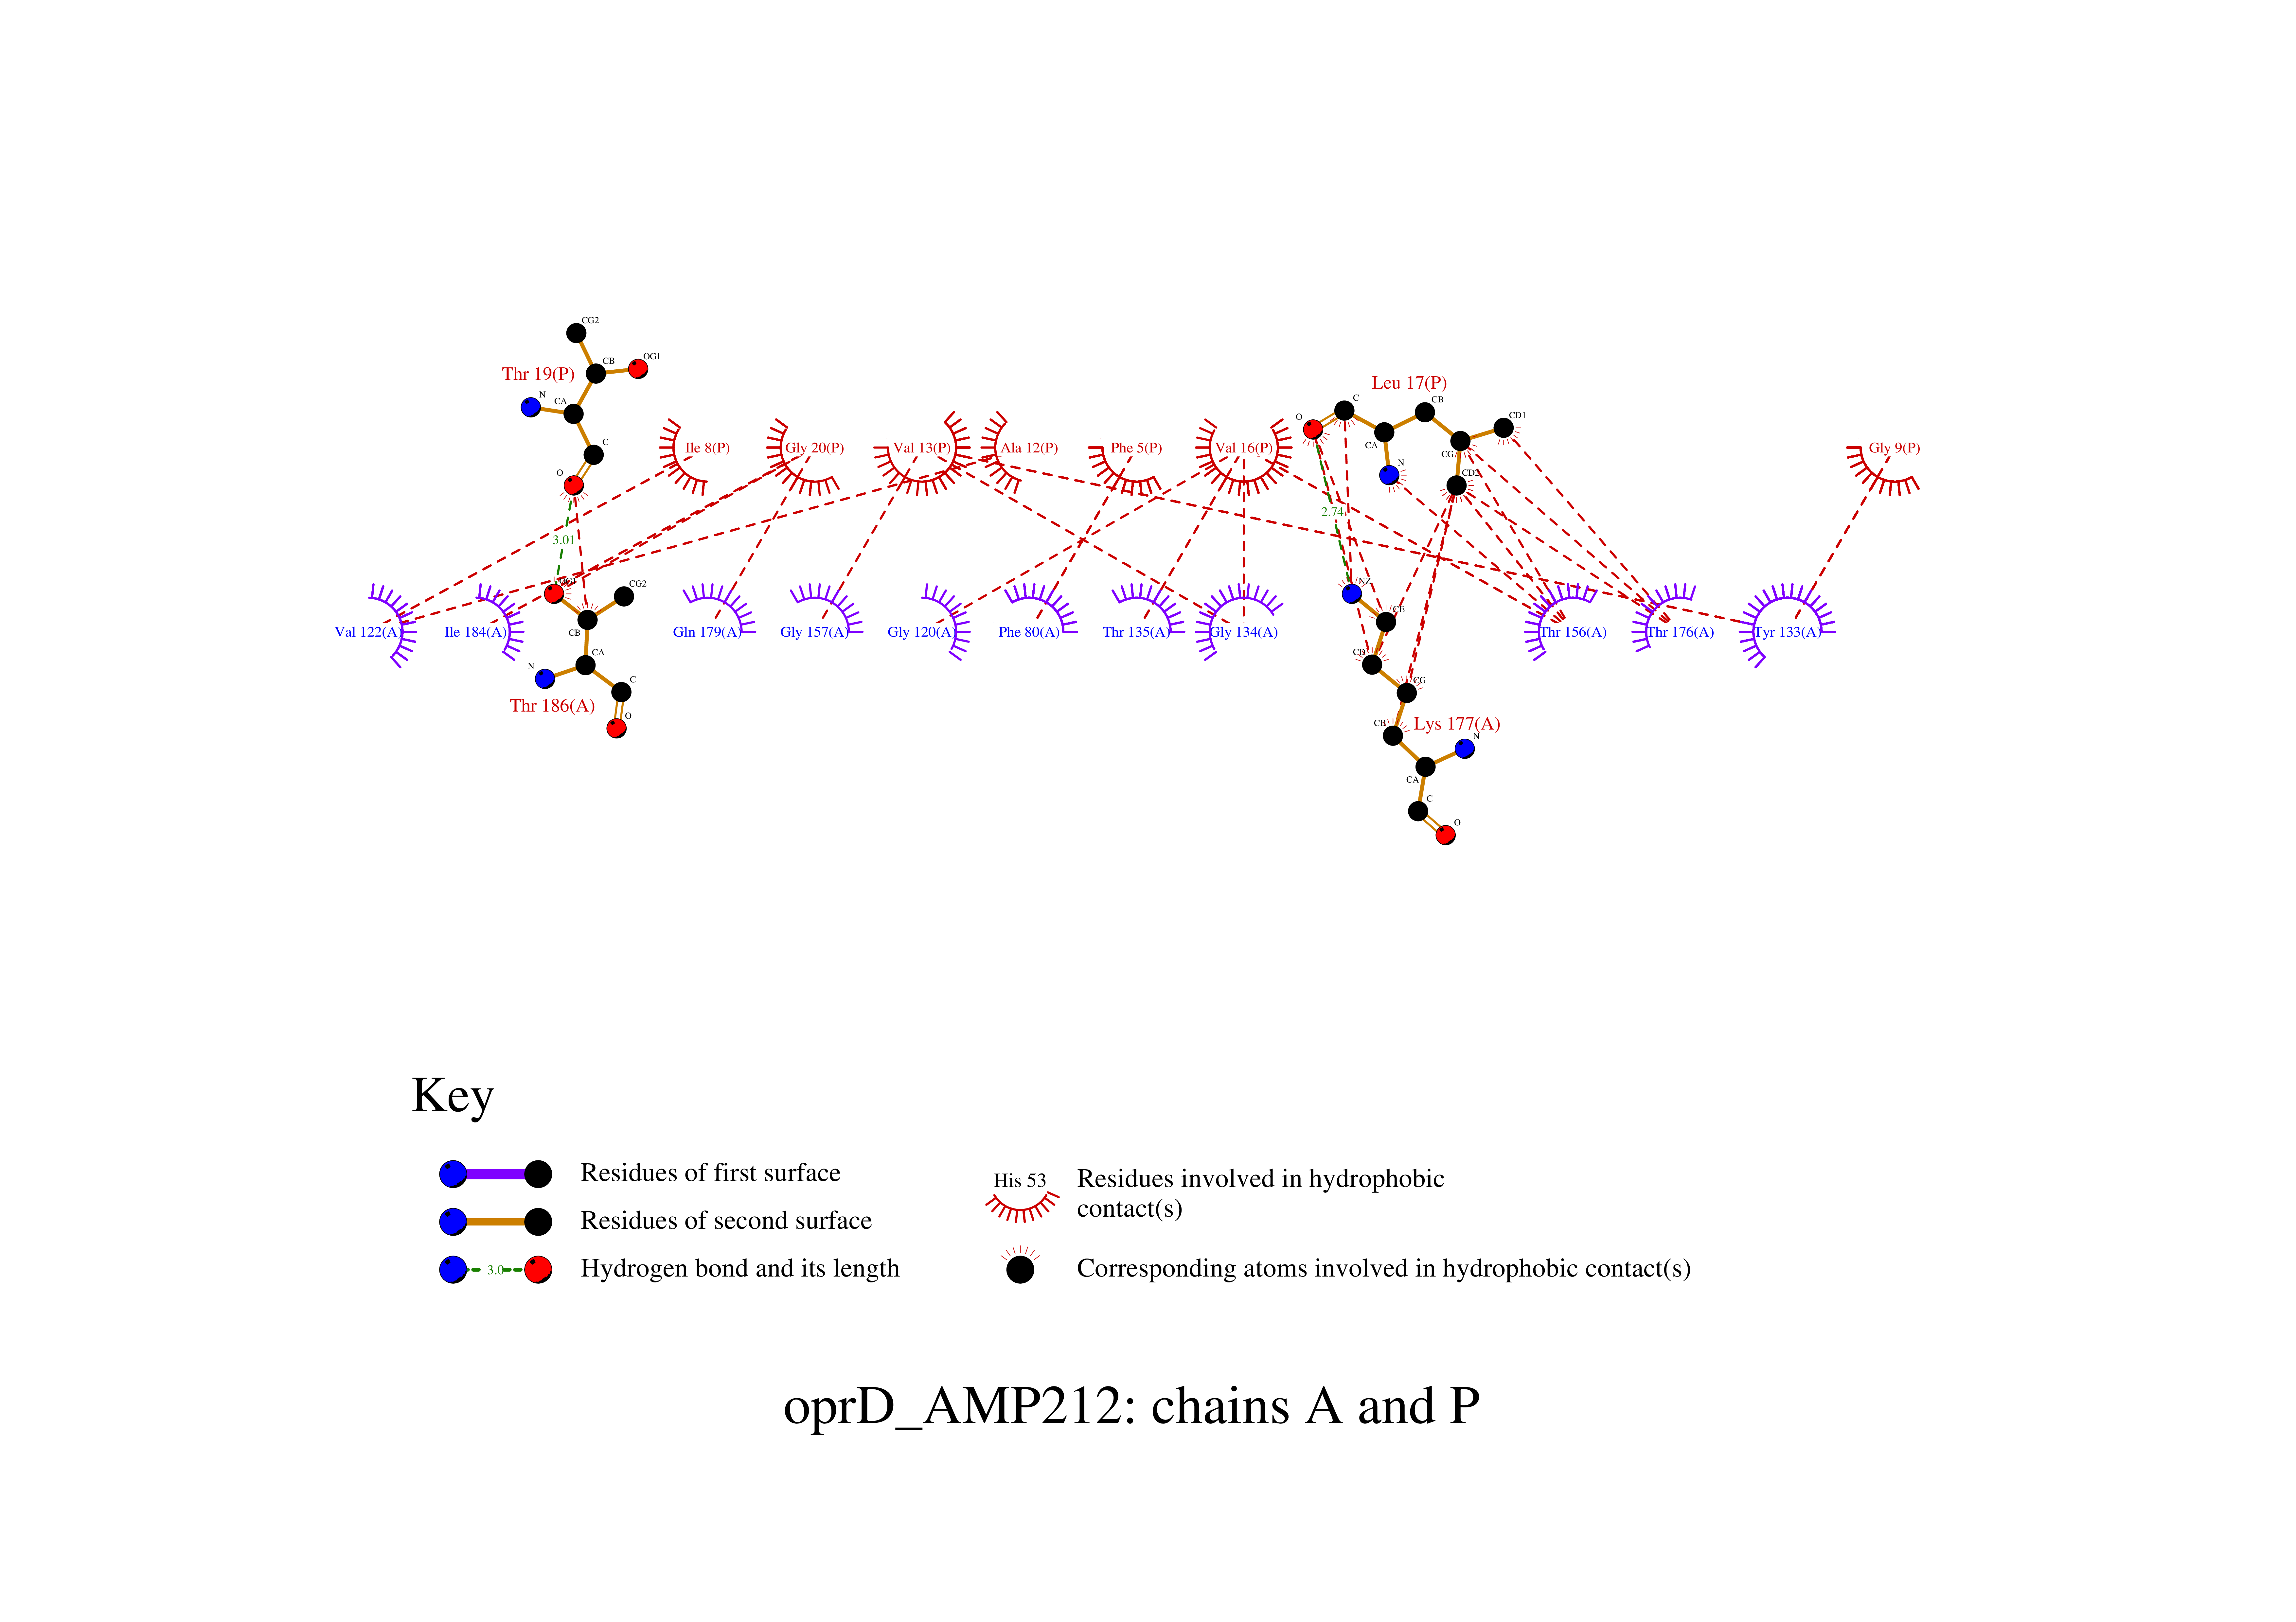 CG2
CB
OG1
Thr 19(P)
N
CA
C
O
Leu 17(P)
C
CB
CD1
O
CA
CG
N
CD2
Ile 8(P)
Gly 20(P)
Val 13(P)
Ala 12(P)
Phe 5(P)
Val 16(P)
Gly 9(P)
2.74
3.01
OG1
CG2
NZ
CE
Val 122(A)
Ile 184(A)
CB
Gln 179(A)
Gly 157(A)
Gly 120(A)
Phe 80(A)
Thr 135(A)
Gly 134(A)
Thr 156(A)
Thr 176(A)
Tyr 133(A)
CA
CD
N
C
CG
Thr 186(A)
O
CB
Lys 177(A)
N
CA
C
O
Key
Residues of first surface
Residues of second surface
3.0
Hydrogen bond and its length
His 53
Residues involved in hydrophobic
contact(s)
Corresponding atoms involved in hydrophobic contact(s)
oprD_AMP212: chains A and P